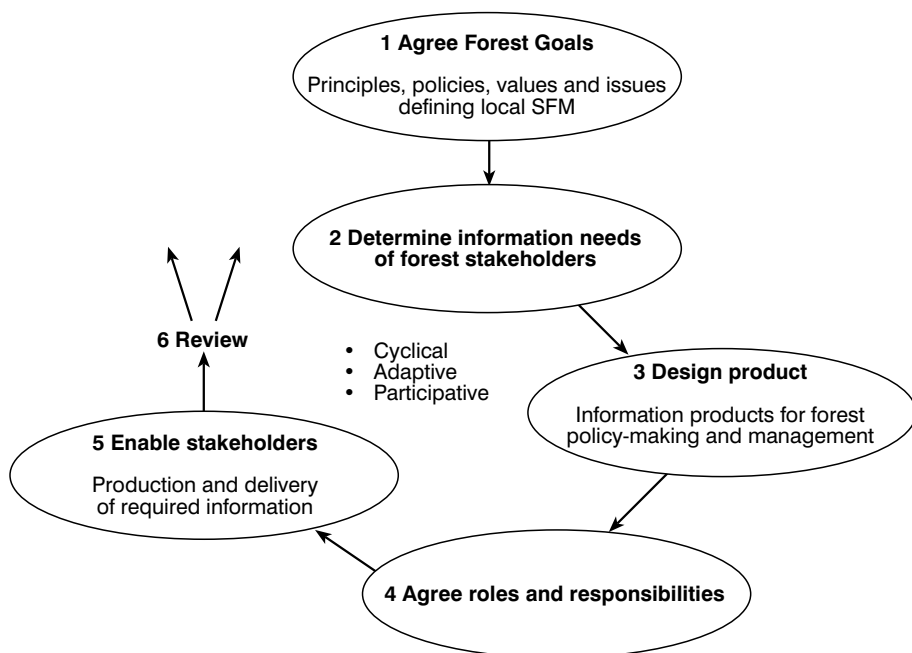 1 Agree Forest Goals
Principles, policies, values and issues
defining local SFM
2 Determine information needs
of forest stakeholders
6 Review
• Cyclical
• Adaptive
• Participative
3 Design product
Information products for forest
policy-making and management
5 Enable stakeholders
Production and delivery
of required information
4 Agree roles and responsibilities